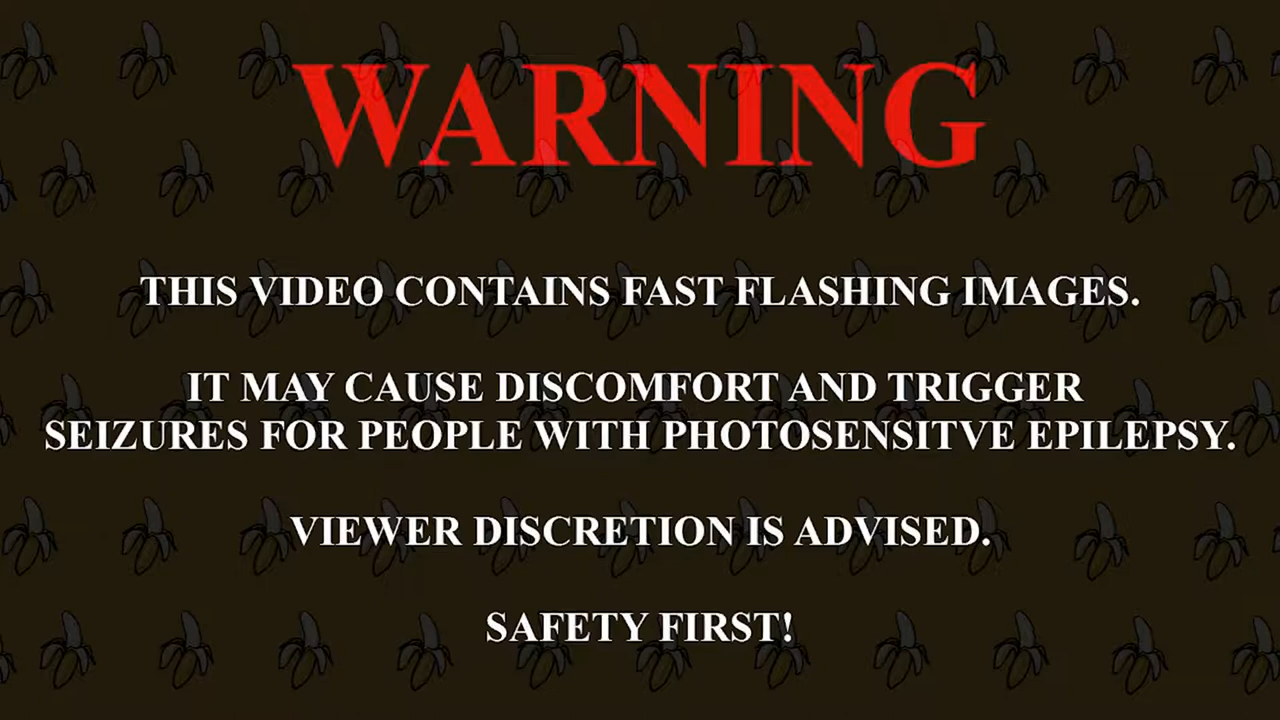 WARNING
THIS VIDEO CONTAINS FAST FLASHING IMAGES.
IT MAY CAUSE DISCOMFORT AND TRIGGER
SEIZURES FOR PEOPLE WITH PHOTOSENSITVE EPILEPSY.
VIEWER DISCRETION IS ADVISED.
SAFETY FIRST!